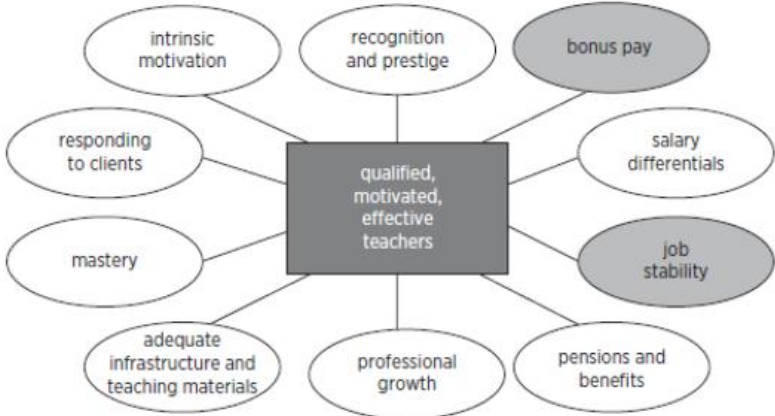 intrinsic
motivation
recognition
and prestige
bonus pay
responding
to clients
salary
differentials
qualified,
motivated,
effective
teachers
mastery
job
stability
adequate
infrastructure and
teaching materials
professional
growth
pensions and
benefits